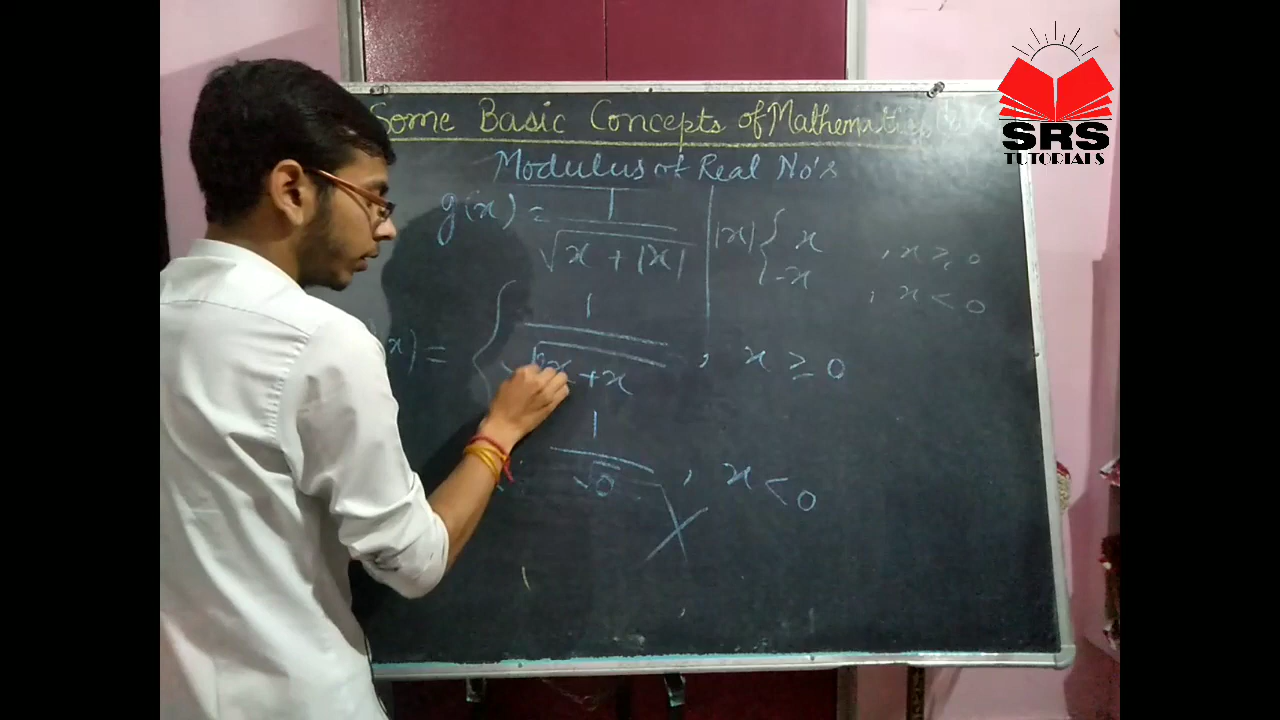 Some Basic Concepts of Mathematics
SRS
TUTORIALS
Modulus of Real No's
g(x) = 1 / √x + |x|
|x| { x , x ≥ 0
-x , x < 0
(x) = { 1 / √x + x , x ≥ 0
1 / √0 , x < 0